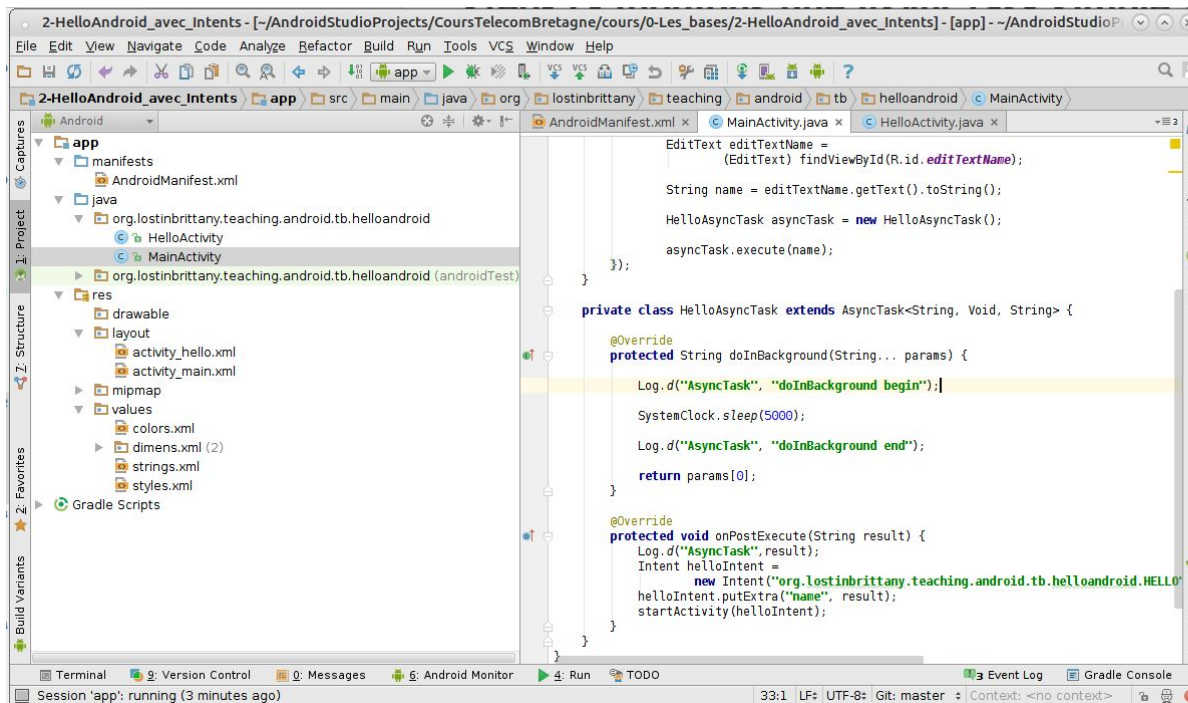 2-HelloAndroid_avec_Intents - [~/AndroidStudioProjects/CoursTelecomBretagne/cours/0-Les_bases/2-HelloAndroid_avec_Intents] - [app] - ~/AndroidStudioP
File Edit View Navigate Code Analyze Refactor Build Run Tools VCS Window Help
app VCS VCS ?
2-HelloAndroid_avec_Intents app src main java org lostinbrittany teaching android tb helloandroid MainActivity
Android
AndroidManifest.xml × MainActivity.java × HelloActivity.java × 3
Captures
1: Project
7: Structure
2: Favorites
Build Variants
app
manifests
AndroidManifest.xml
java
org.lostinbrittany.teaching.android.tb.helloandroid
HelloActivity
MainActivity
org.lostinbrittany.teaching.android.tb.helloandroid (androidTest)
res
drawable
layout
activity_hello.xml
activity_main.xml
mipmap
values
colors.xml
dimens.xml (2)
strings.xml
styles.xml
Gradle Scripts
EditText editTextName =
(EditText) findViewById(R.id.editTextName);
String name = editTextName.getText().toString();
HelloAsyncTask asyncTask = new HelloAsyncTask();
asyncTask.execute(name);
});
}
private class HelloAsyncTask extends AsyncTask<String, Void, String> {
@Override
protected String doInBackground(String... params) {
Log.d("AsyncTask", "doInBackground begin");
SystemClock.sleep(5000);
Log.d("AsyncTask", "doInBackground end");
return params[0];
}
@Override
protected void onPostExecute(String result) {
Log.d("AsyncTask",result);
Intent helloIntent =
new Intent("org.lostinbrittany.teaching.android.tb.helloandroid.HELLO"
helloIntent.putExtra("name", result);
startActivity(helloIntent);
}
}
}
Terminal 9: Version Control 0: Messages 6: Android Monitor 4: Run TODO 3 Event Log Gradle Console
Session 'app': running (3 minutes ago) 33:1 LF UTF-8 Git: master Context: <no context>